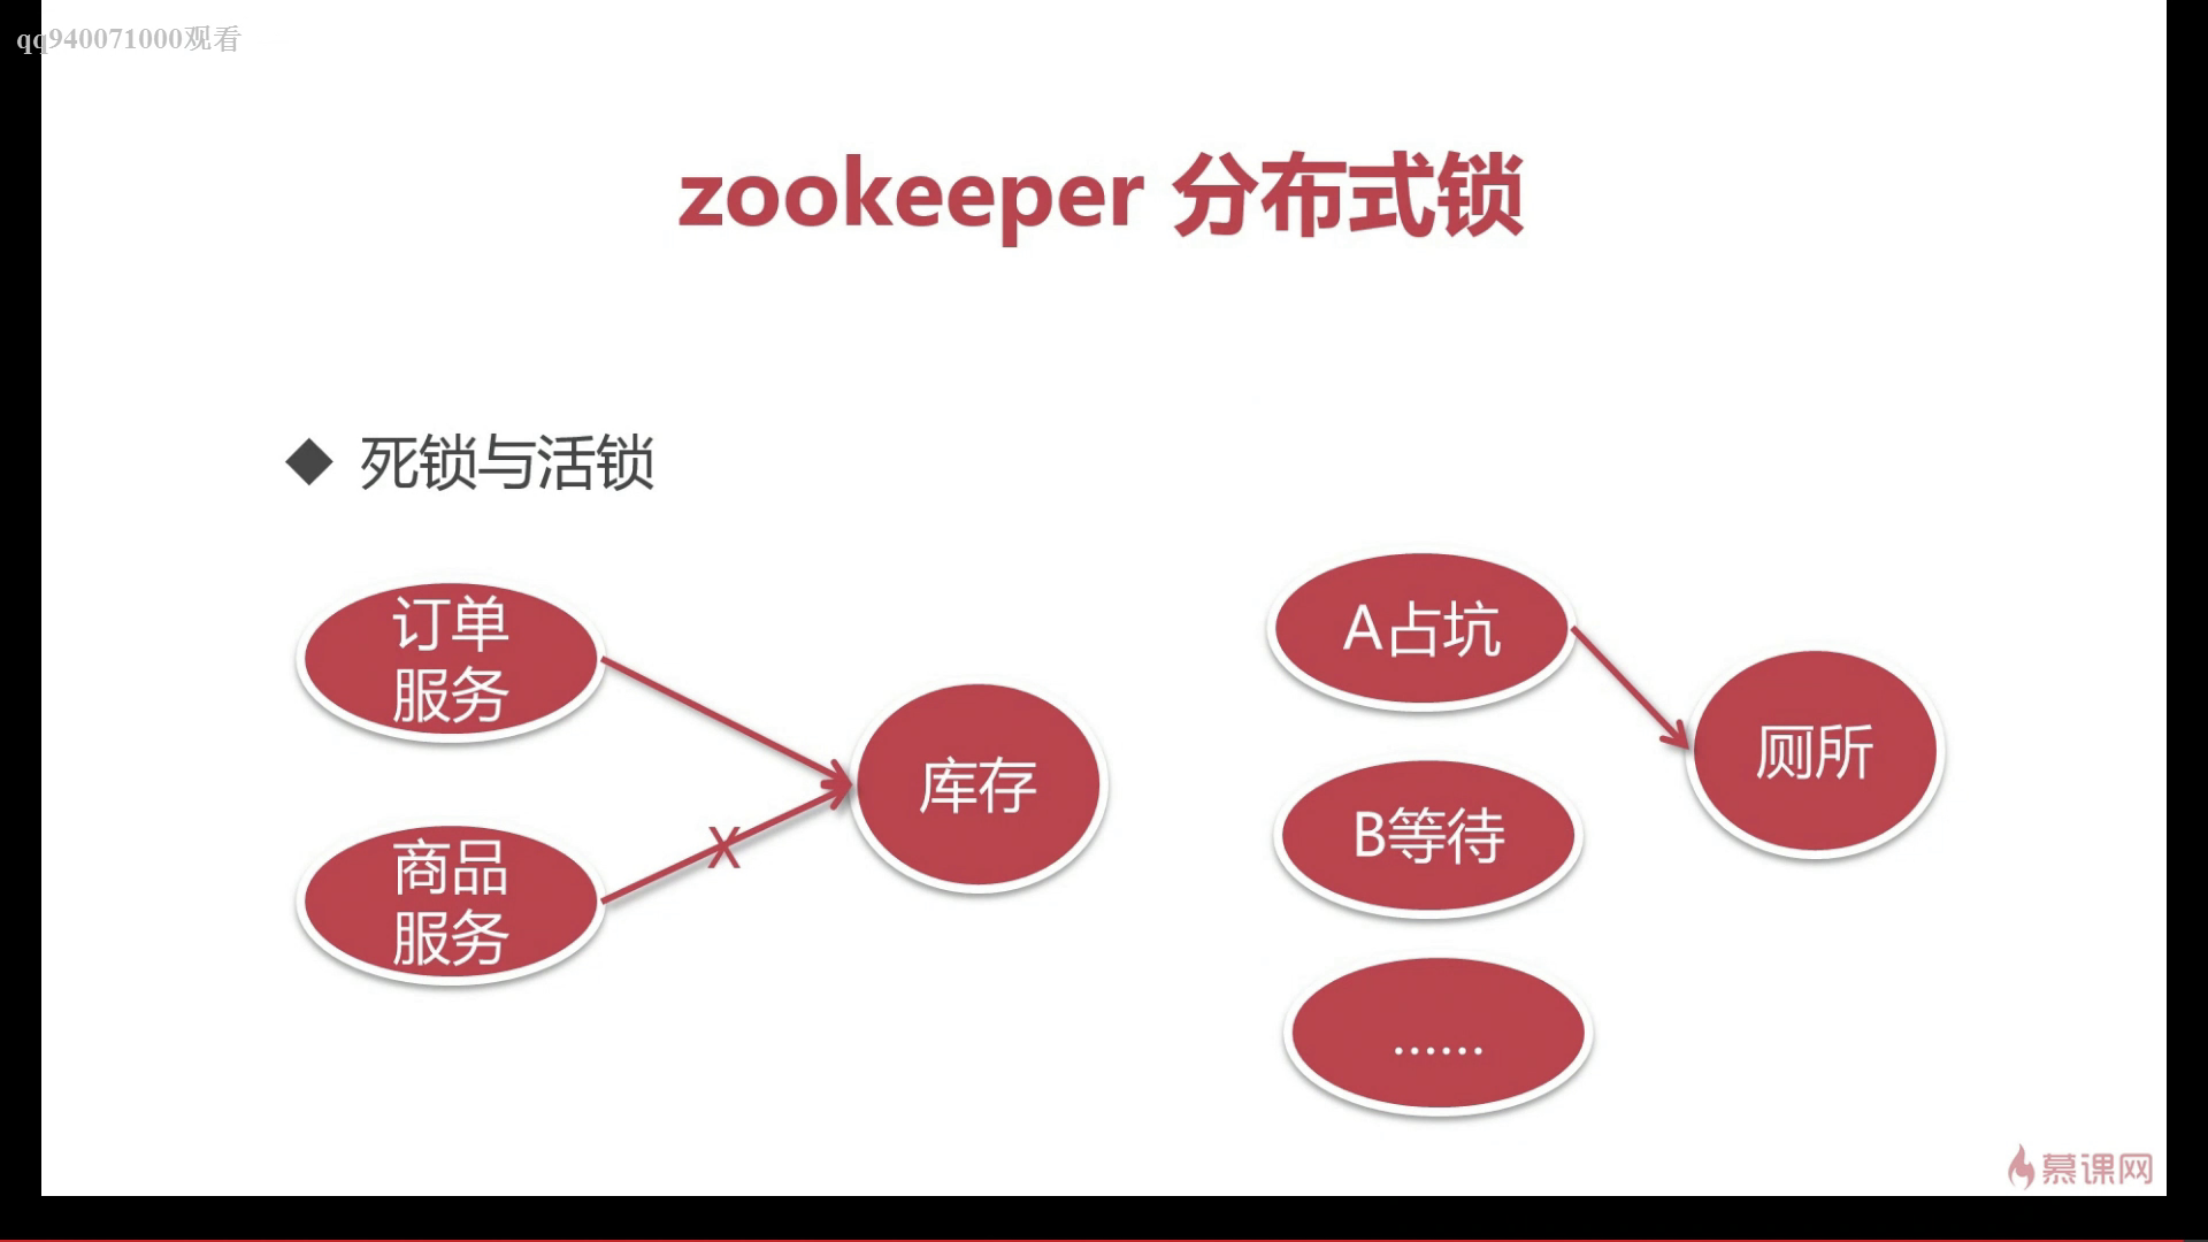 qq940071000观看
zookeeper 分布式锁
◆ 死锁与活锁
订单
服务
商品
服务
X
库存
A占坑
B等待
......
厕所
慕课网